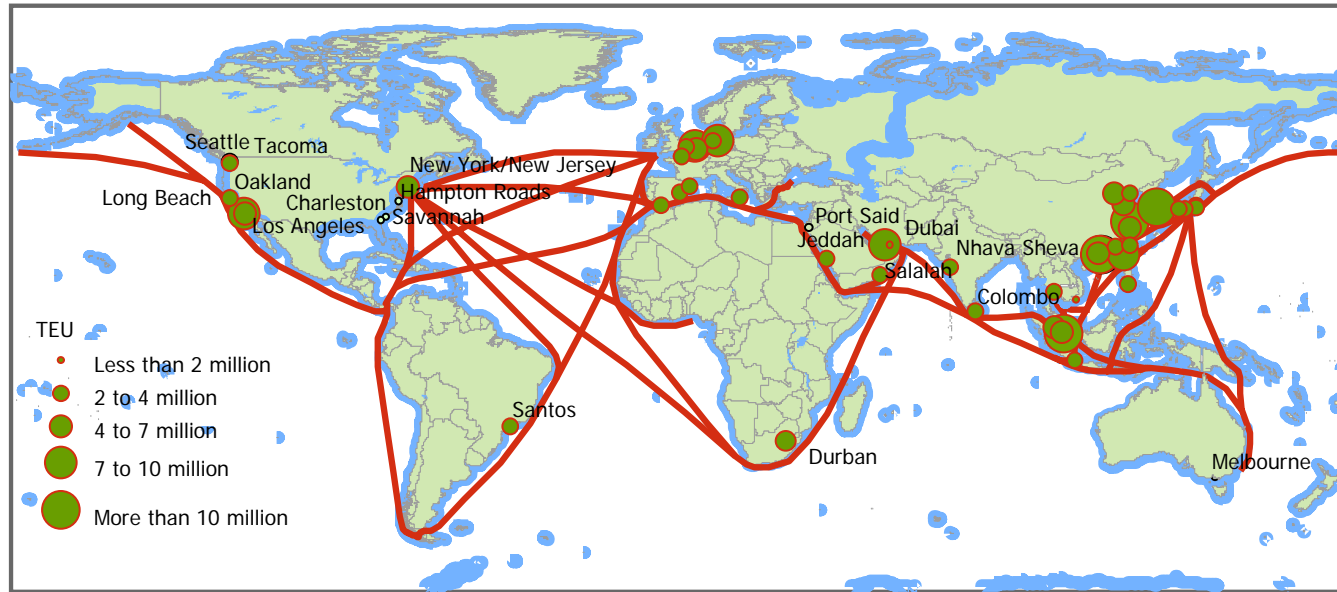 Seattle Tacoma
New York/New Jersey
Oakland
Hampton Roads
Long Beach
Charleston
Savannah
Los Angeles
Port Said
Dubai
Jeddah
Nhava Sheva
Salalah
Colombo
TEU
Less than 2 million
2 to 4 million
Santos
4 to 7 million
Durban
7 to 10 million
Melbourne
More than 10 million